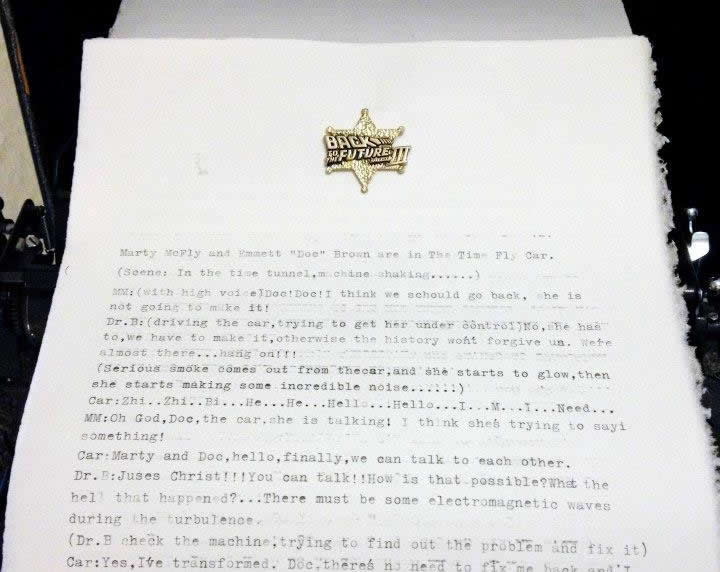 BACK TO THE FUTURE III
Marty McFly and Emmett "Doc" Brown are in The Time Fly Car.
(Scene: In the time tunnel,machine shaking......)
MM:(with high voice)Doc!Doc!I think we schould go back, she is
not going to make it!
Dr.B:(driving the car,trying to get her under control)No,she has
to,we have to make it,otherwise the history won't forgive un. We're
almost there...hang on!!!
(Serious smoke comes out from thecar,and she starts to glow,then
she starts making some incredible noise...!!!)
Car:Zhi..Zhi..Bi...He...He...Hell...Hello...I...M...I...Need...
MM:Oh God,Doc,the car,she is talking! I think she's trying to sayi
something!
Car:Marty and Doc,hello,finally,we can talk to each other.
Dr.B:Juses Christ!!!You can talk!!How is that possible?What the
hell that happened?...There must be some electromagnetic waves
during the turbulence.
(Dr.B check the machine,trying to find out the problem and fix it)
Car:Yes,I've transformed. Doc,there's no need to fix me back and I